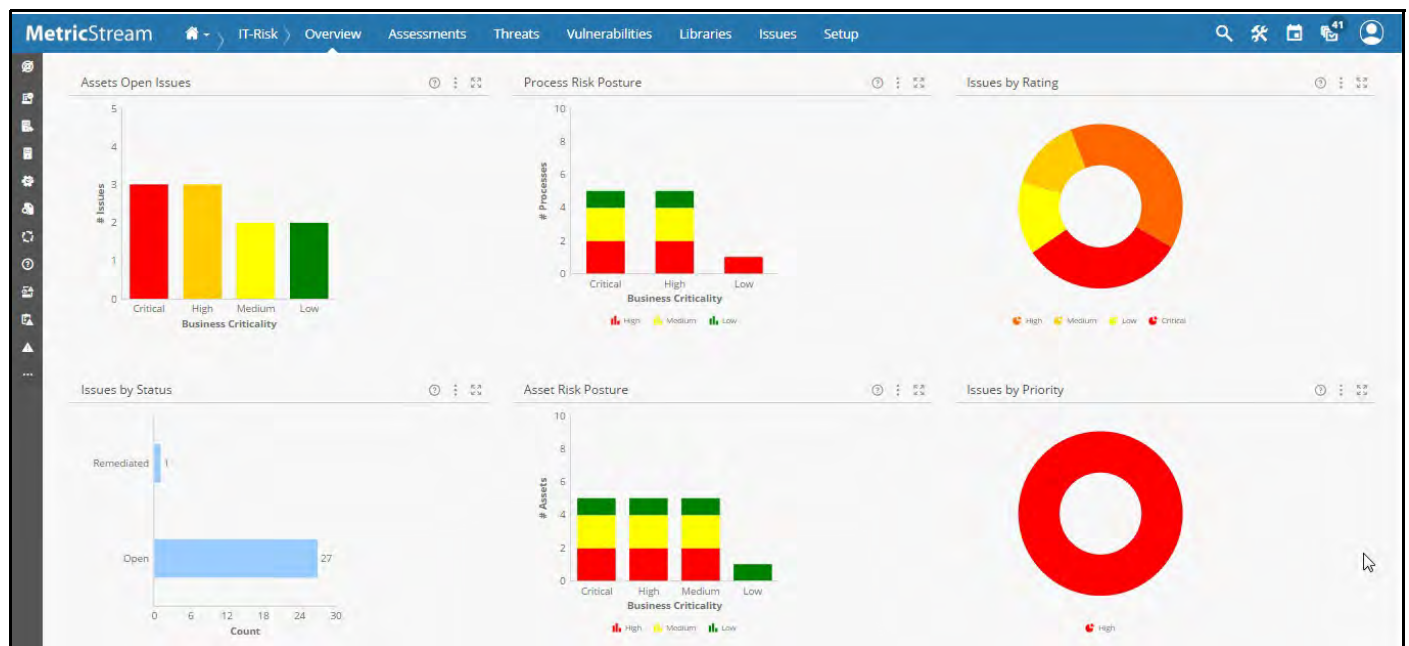 MetricStream IT-Risk Overview Assessments Threats Vulnerabilities Libraries Issues Setup 41
Assets Open Issues
5
4
3
2
1
0
# Issues
Critical High Medium Low
Business Criticality
Process Risk Posture
10
8
6
4
2
0
# Processes
Critical High Low
Business Criticality
High Medium Low
Issues by Rating
High Medium Low Critical
Issues by Status
Remediated 1
Open 27
0 6 12 18 24 30
Count
Asset Risk Posture
10
8
6
4
2
0
# Assets
Critical High Medium Low
Business Criticality
High Medium Low
Issues by Priority
High